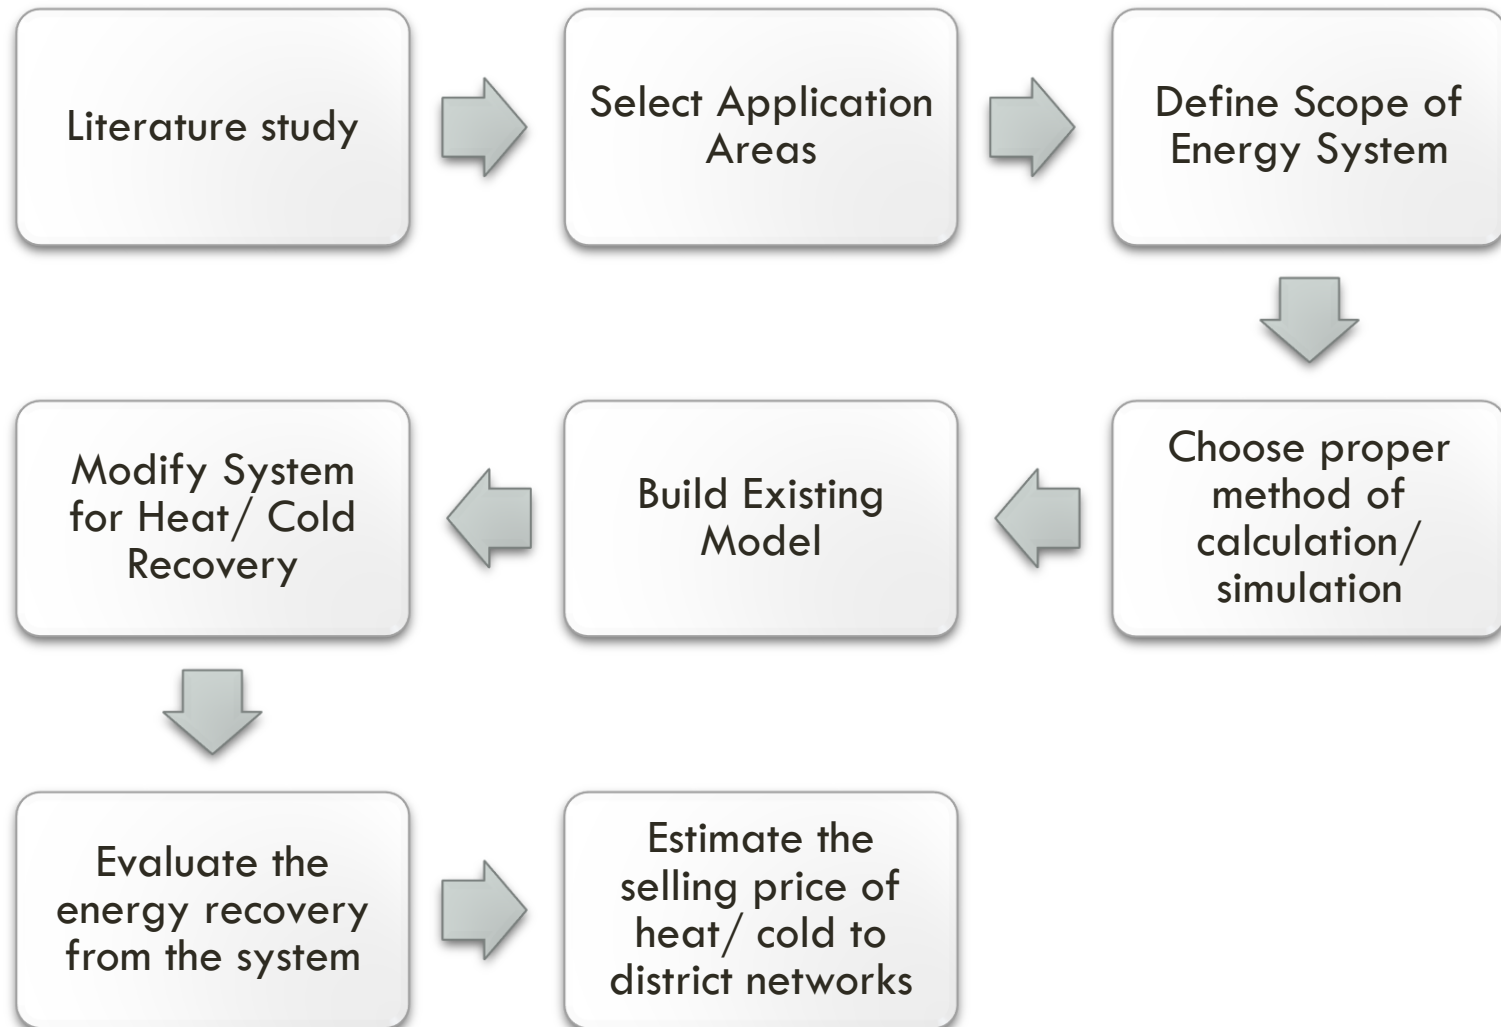 Literature study
Select Application
Areas
Define Scope of
Energy System
Choose proper
method of
calculation/
simulation
Build Existing
Model
Modify System
for Heat/ Cold
Recovery
Evaluate the
energy recovery
from the system
Estimate the
selling price of
heat/ cold to
district networks